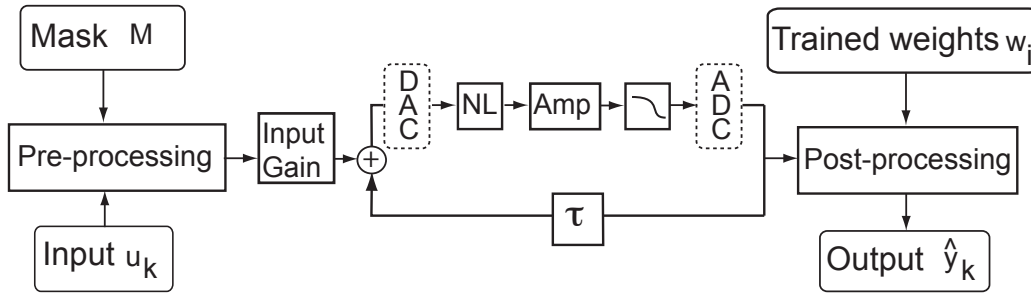 Mask M
Pre-processing
Input u_k
Input
Gain
+
D
A
C
NL
Amp
A
D
C
τ
Trained weights w_i
Post-processing
Output ŷ_k